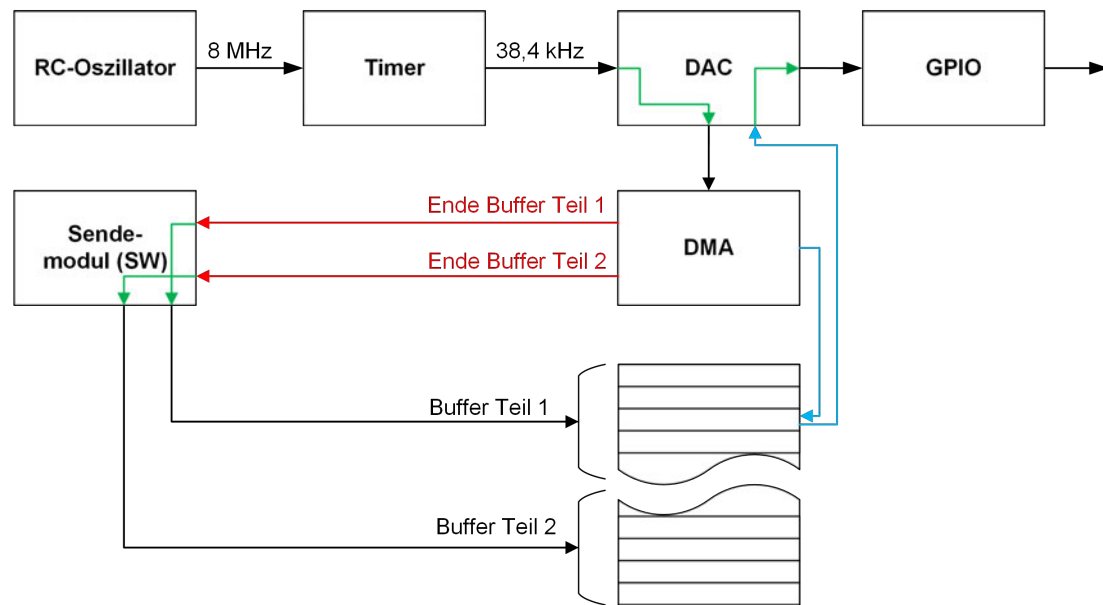 8 MHz
38,4 kHz
RC-Oszillator
Timer
DAC
GPIO
Ende Buffer Teil 1
Sende-
modul (SW)
DMA
Ende Buffer Teil 2
Buffer Teil 1
Buffer Teil 2